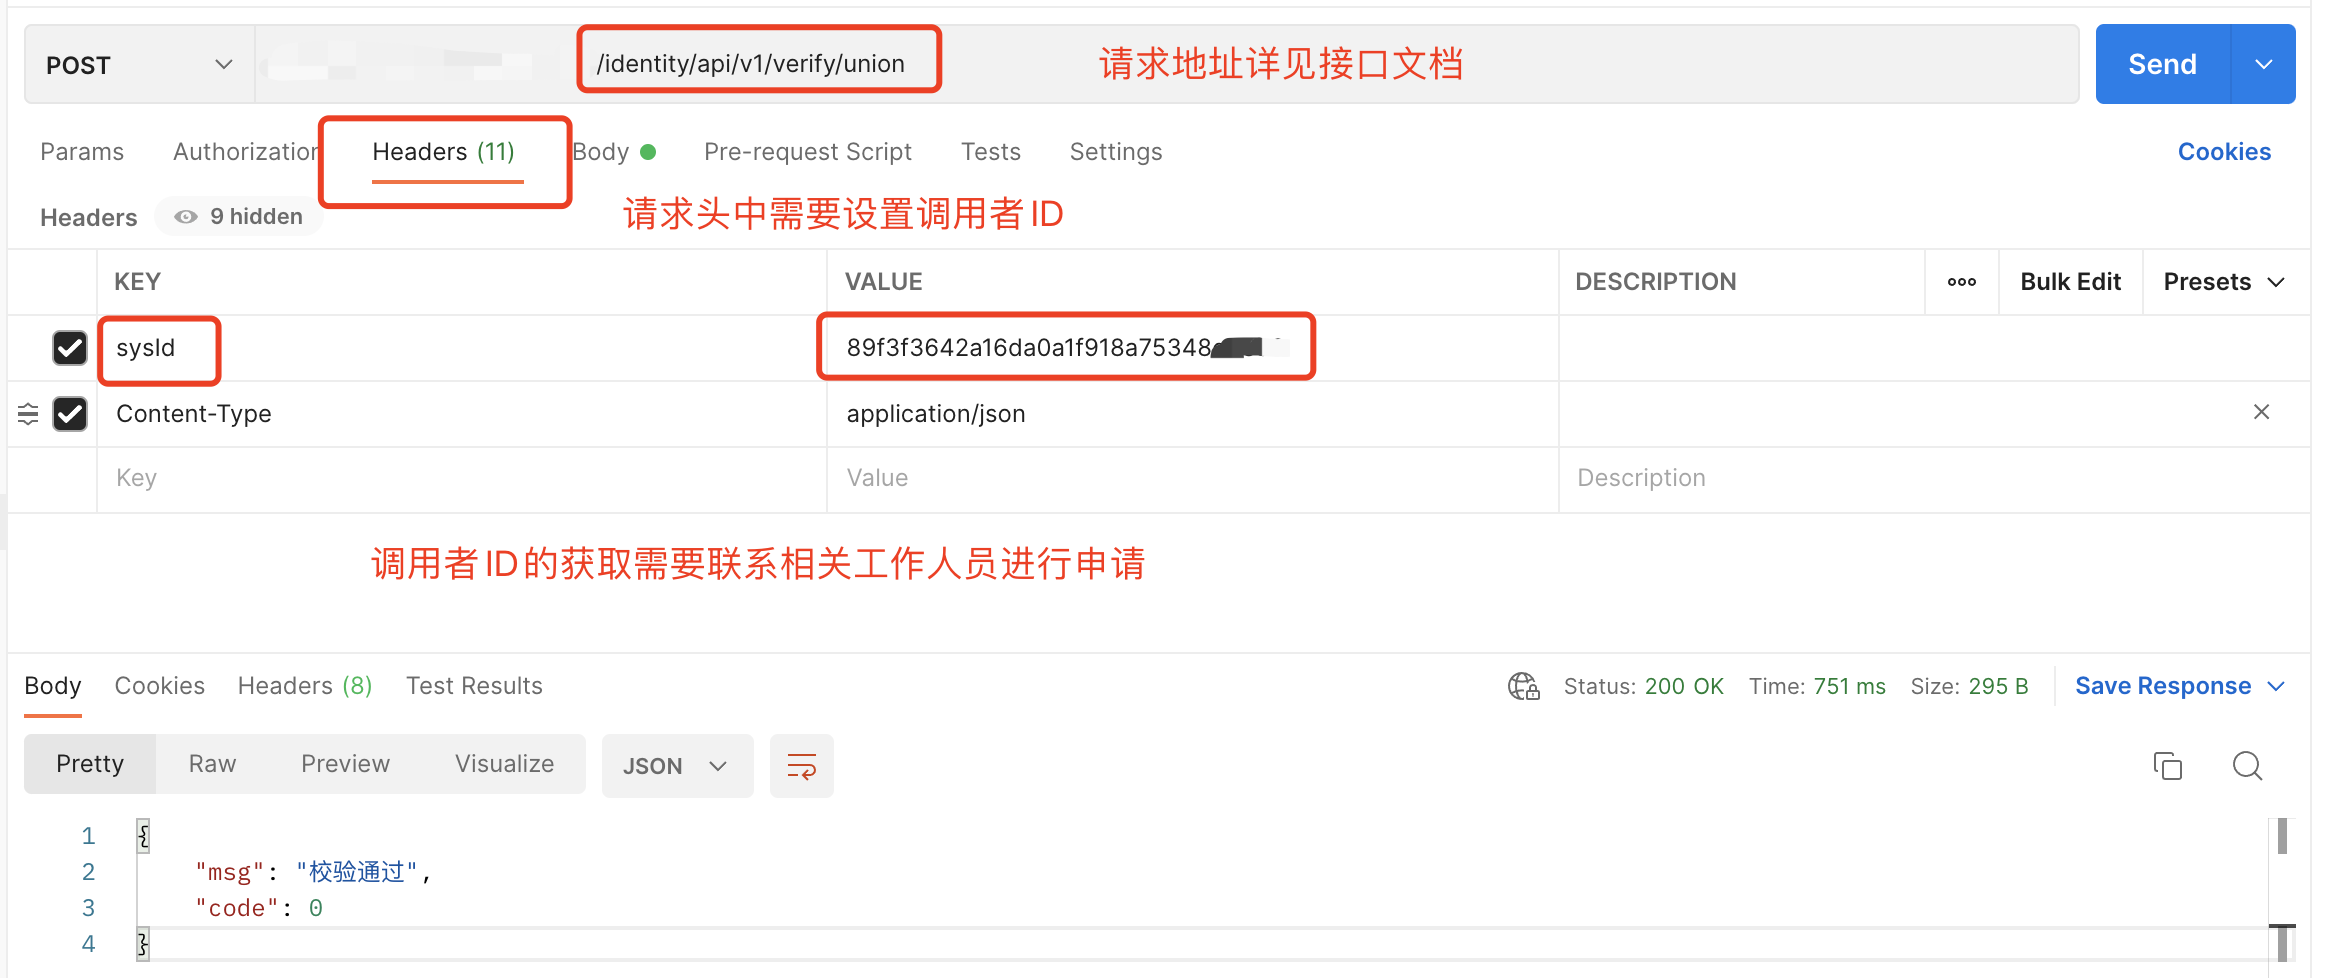 POST /identity/api/v1/verify/union 请求地址详见接口文档 Send
Params Authorization Headers (11) Body Pre-request Script Tests Settings Cookies
Headers 9 hidden 请求头中需要设置调用者ID
KEY VALUE DESCRIPTION ooo Bulk Edit Presets
sysId 89f3f3642a16da0a1f918a75348
Content-Type application/json
Key Value Description
调用者ID的获取需要联系相关工作人员进行申请
Body Cookies Headers (8) Test Results Status: 200 OK Time: 751 ms Size: 295 B Save Response
Pretty Raw Preview Visualize JSON
1 {
2 "msg": "校验通过",
3 "code": 0
4 }